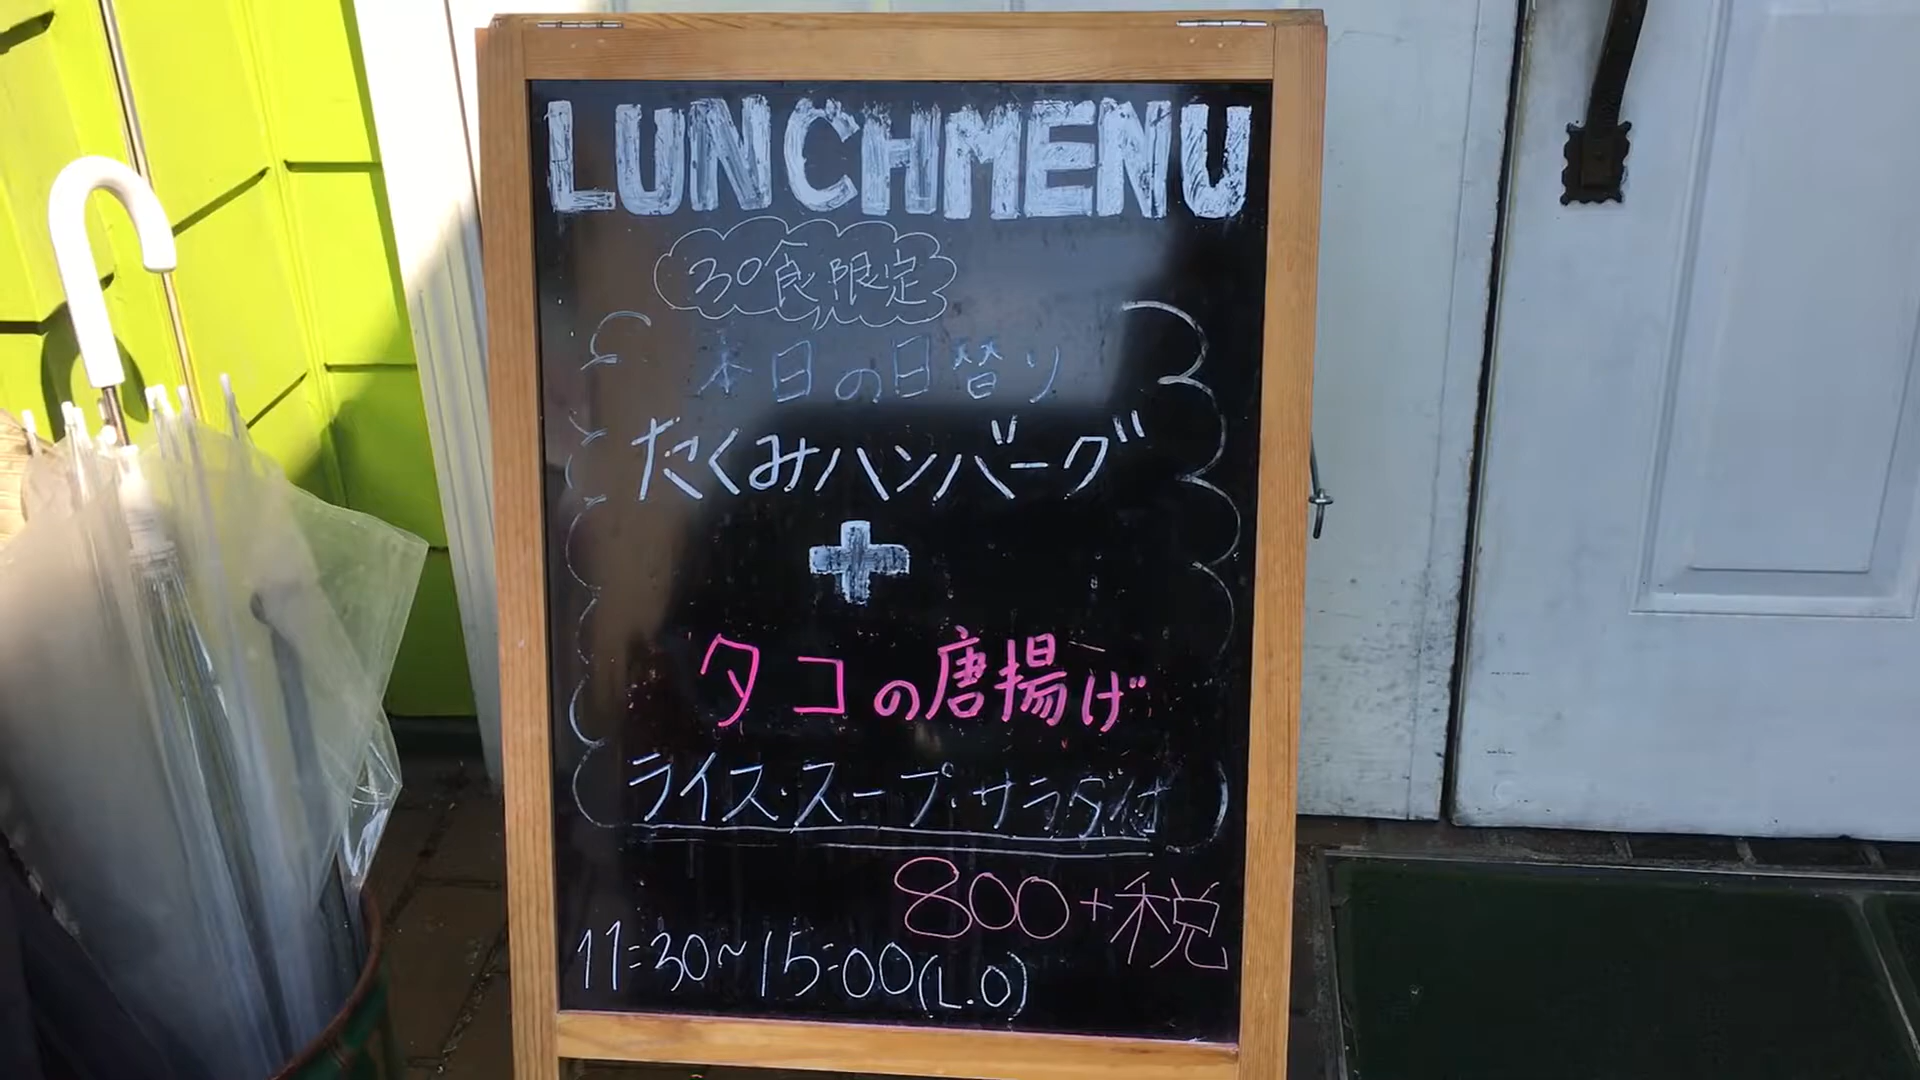 LUNCHMENU
30食限定
本日の日替り
たくみハンバーグ
+
タコの唐揚げ
ライス・スープ・サラダ付
800+税
11:30~15:00(L.O)